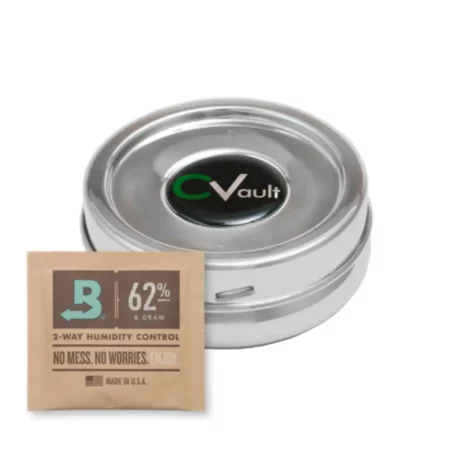 CVault
B
62%
8 GRAM
2-WAY HUMIDITY CONTROL
NO MESS. NO WORRIES. ENJOY.
MADE IN U.S.A.